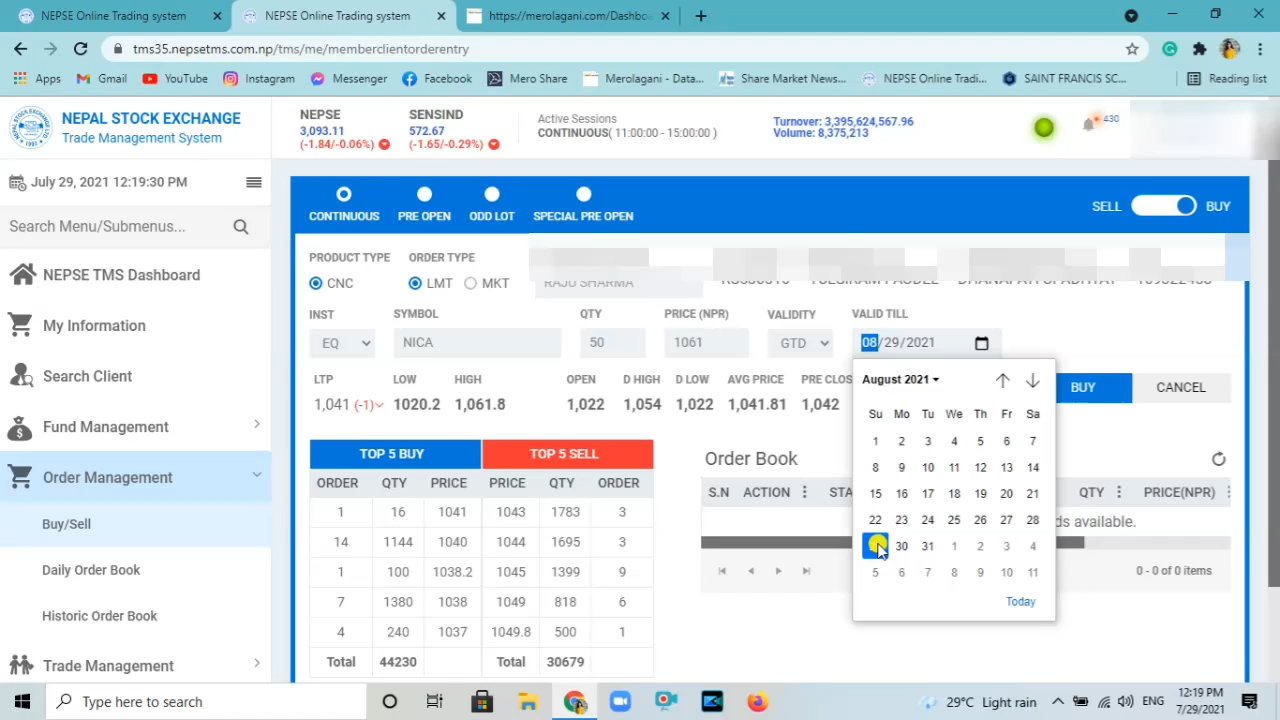 NEPSE Online Trading system
NEPSE Online Trading system
https://merolagani.com/Dashbo
tms35.nepsetms.com.np/tms/me/memberclientorderentry
Apps Gmail YouTube Instagram Messenger Facebook Mero Share Merolagani - Data... Share Market News... NEPSE Online Tradi... SAINT FRANCIS SC... Reading list
NEPAL STOCK EXCHANGE
Trade Management System
NEPSE
3,093.11
(-1.84/-0.06%)
SENSIND
572.67
(-1.65/-0.29%)
Active Sessions
CONTINUOUS( 11:00:00 - 15:00:00 )
Turnover: 3,395,624,567.96
Volume: 8,375,213
430
July 29, 2021 12:19:30 PM
Search Menu/Submenus...
NEPSE TMS Dashboard
My Information
Search Client
Fund Management
Order Management
Buy/Sell
Daily Order Book
Historic Order Book
Trade Management
CONTINUOUS PRE OPEN ODD LOT SPECIAL PRE OPEN
SELL BUY
PRODUCT TYPE ORDER TYPE
CNC LMT MKT RAJU SHARMA
INST SYMBOL QTY PRICE (NPR) VALIDITY VALID TILL
EQ NICA 50 1061 GTD 08/29/2021
LTP LOW HIGH OPEN D HIGH D LOW AVG PRICE PRE CLOS
1,041 (-1) 1020.2 1,061.8 1,022 1,054 1,022 1,041.81 1,042
BUY CANCEL
August 2021
Su Mo Tu We Th Fr Sa
1 2 3 4 5 6 7
8 9 10 11 12 13 14
15 16 17 18 19 20 21
22 23 24 25 26 27 28
30 31 1 2 3 4
5 6 7 8 9 10 11
Today
TOP 5 BUY TOP 5 SELL
ORDER QTY PRICE PRICE QTY ORDER
1 16 1041 1043 1783 3
14 1144 1040 1044 1695 3
1 100 1038.2 1045 1399 9
7 1380 1038 1049 818 6
4 240 1037 1049.8 500 1
Total 44230 Total 30679
Order Book
S.N ACTION STA QTY PRICE(NPR)
ds available.
0 - 0 of 0 items
Type here to search
29°C Light rain
ENG
12:19 PM
7/29/2021